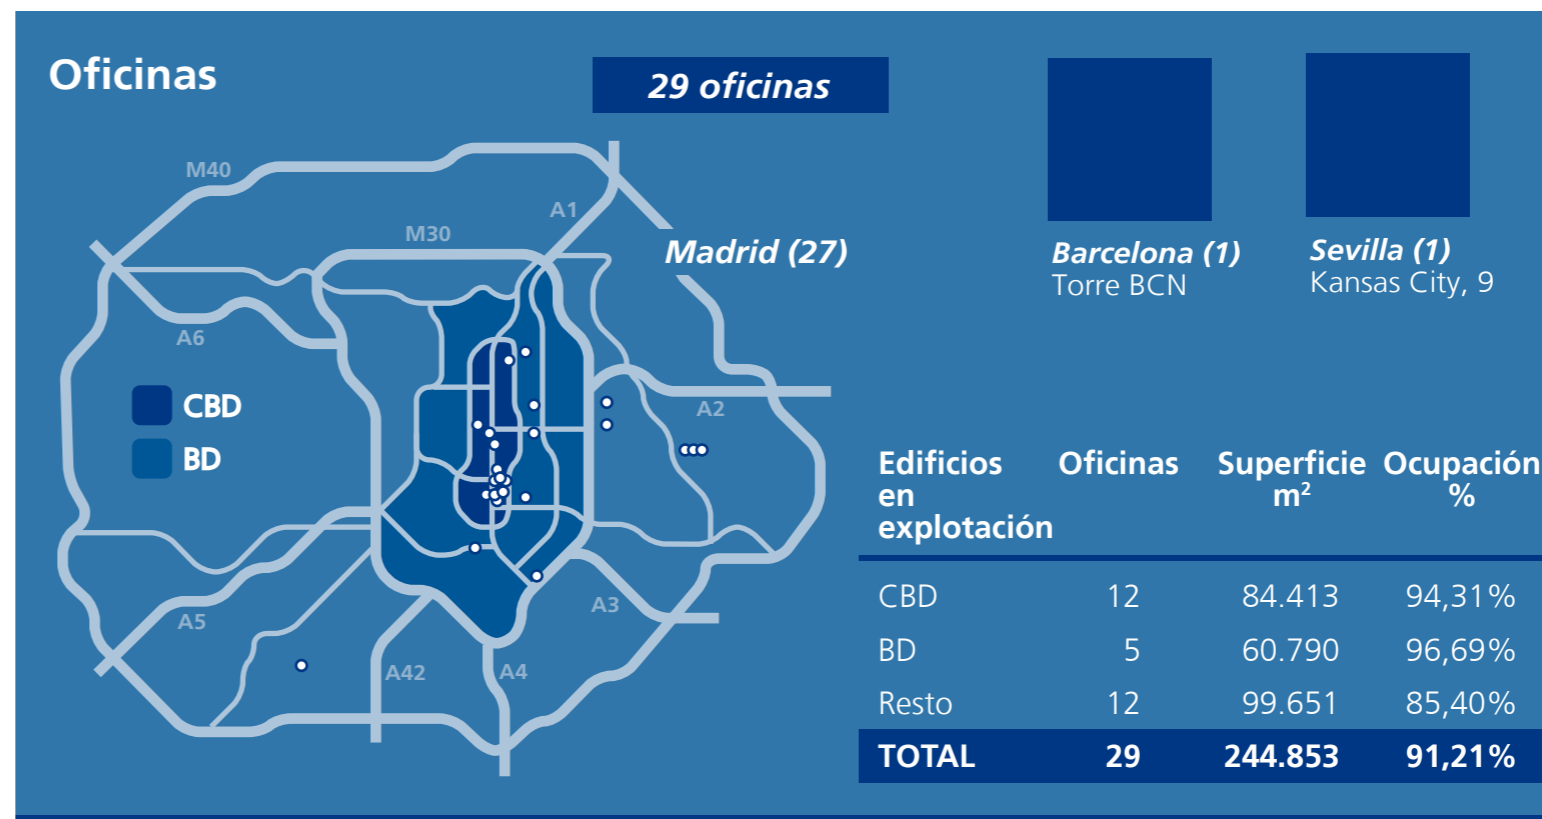 Oficinas
29 oficinas
M40
A1
M30
Madrid (27)
Barcelona (1)
Torre BCN
Sevilla (1)
Kansas City, 9
A6
CBD
BD
A2
A5
A3
A42
A4
Edificios en explotación Oficinas Superficie m² Ocupación %
CBD 12 84.413 94,31%
BD 5 60.790 96,69%
Resto 12 99.651 85,40%
TOTAL 29 244.853 91,21%